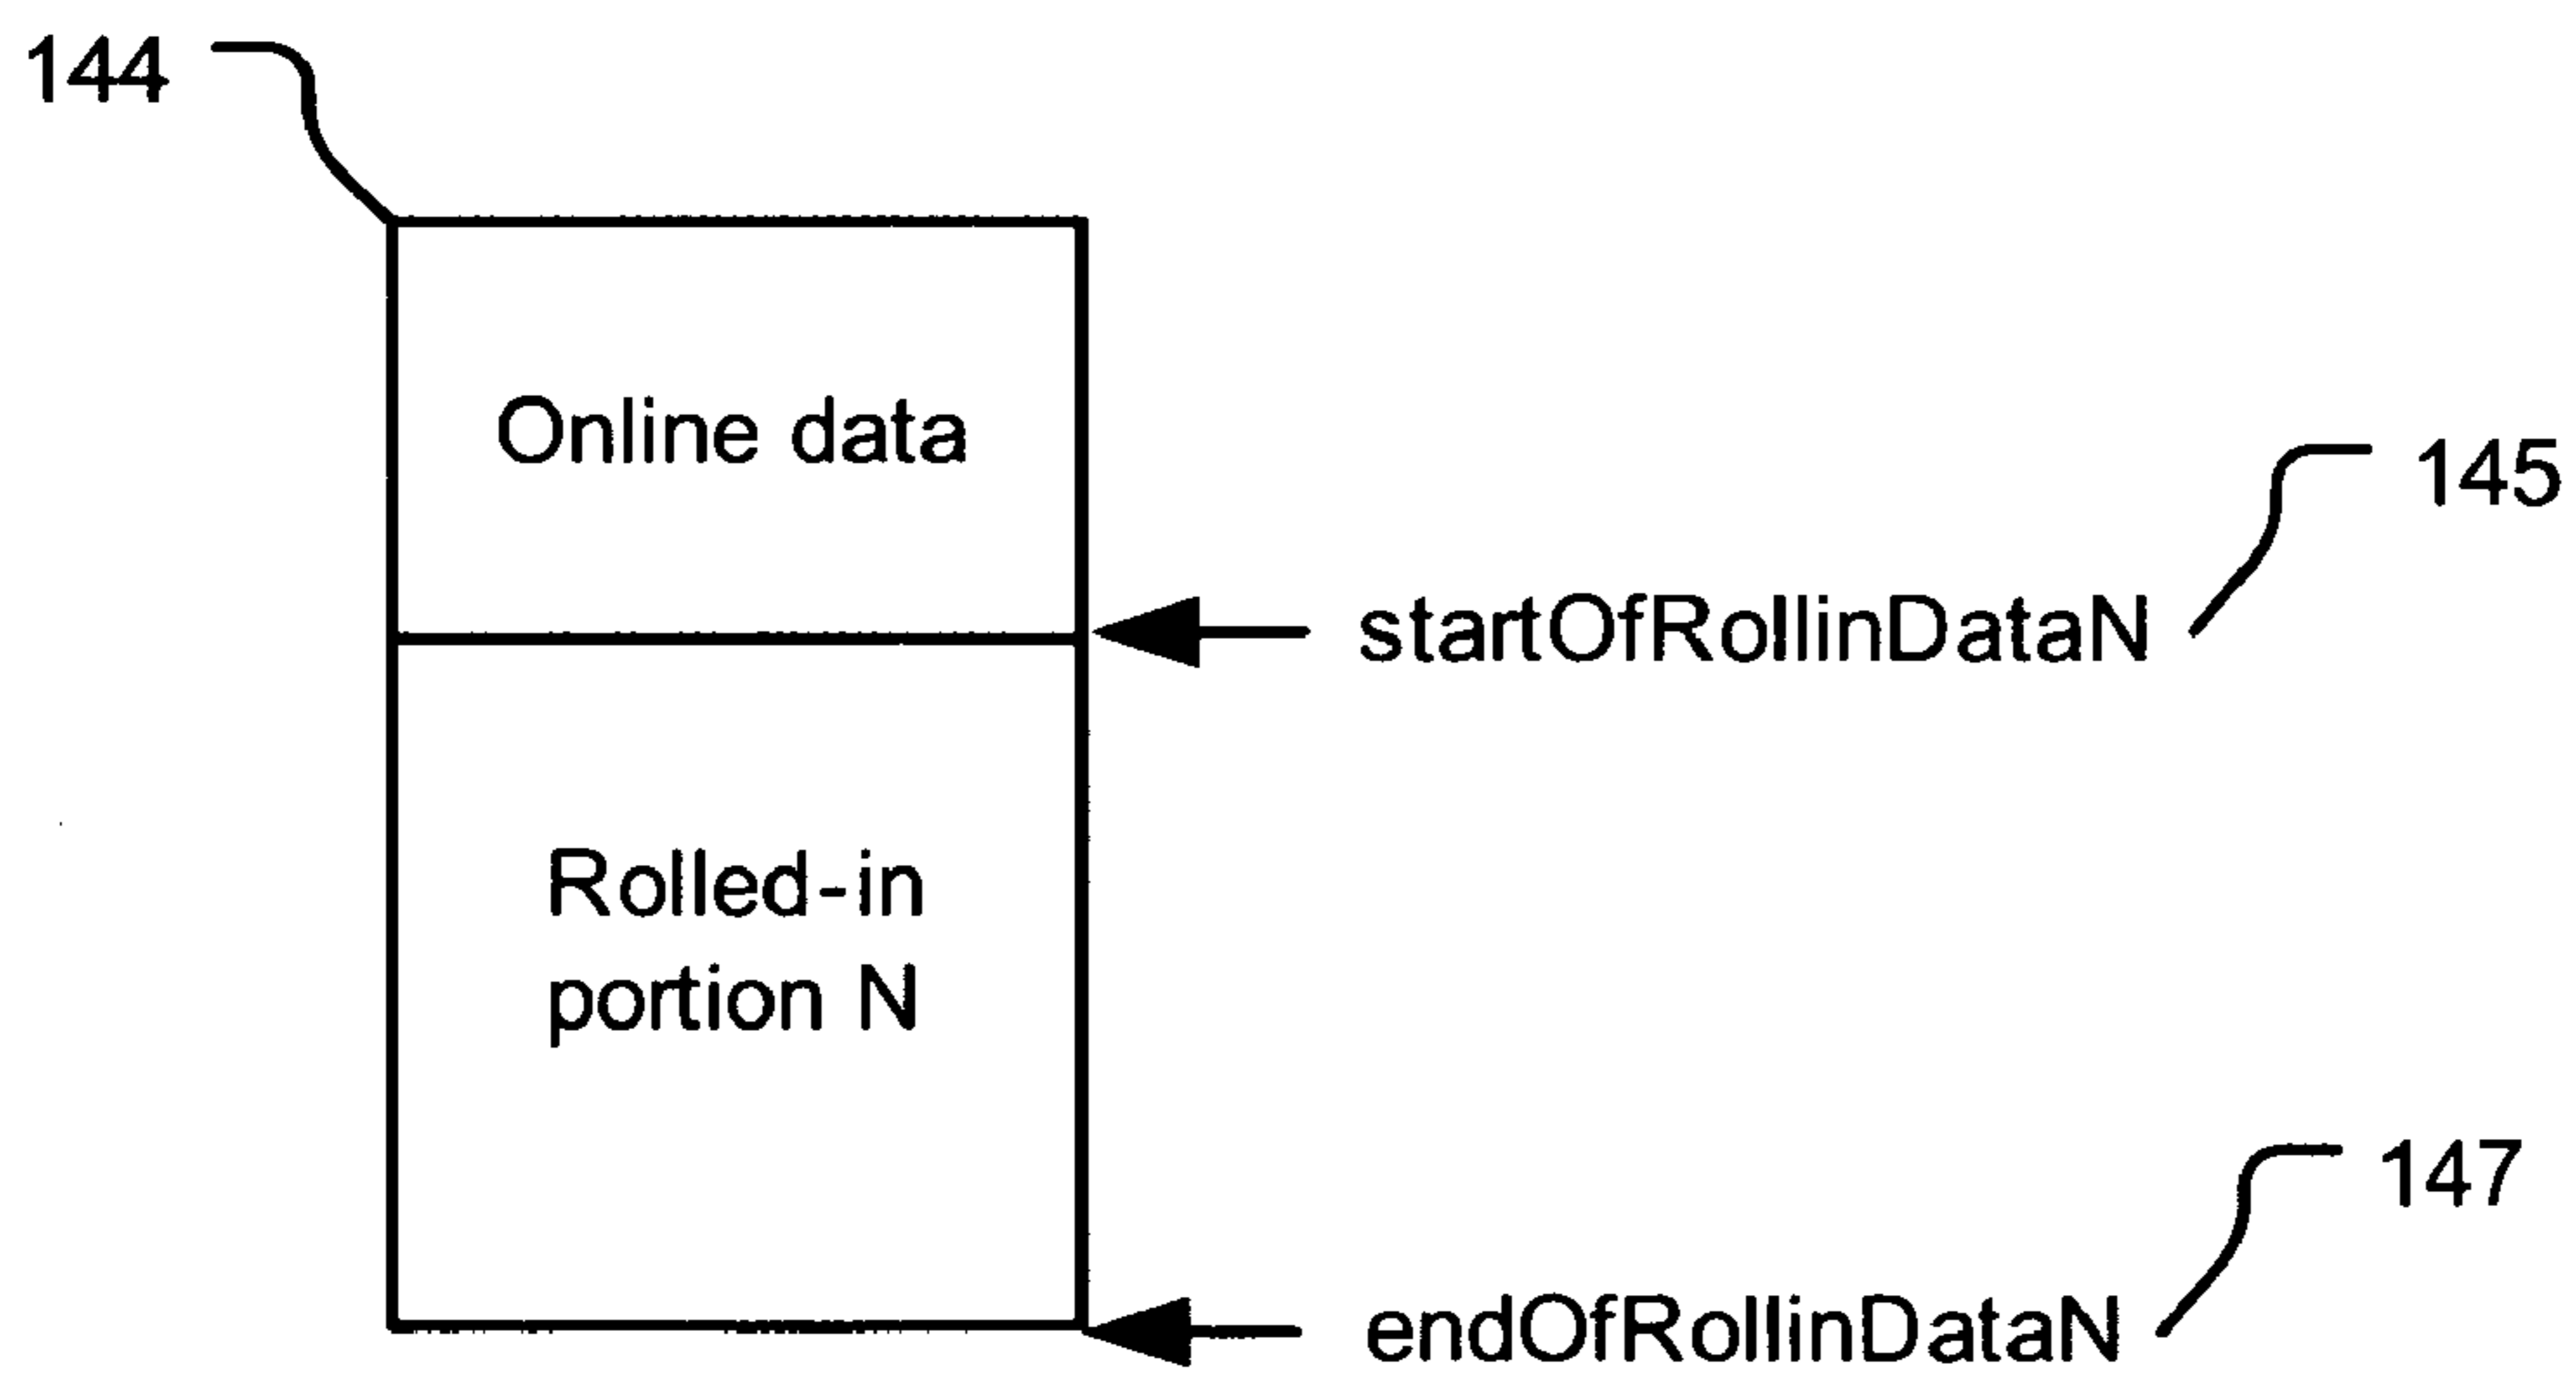 144
Online data
145
startOfRollinDataN
Rolled-in
portion N
147
endOfRollinDataN